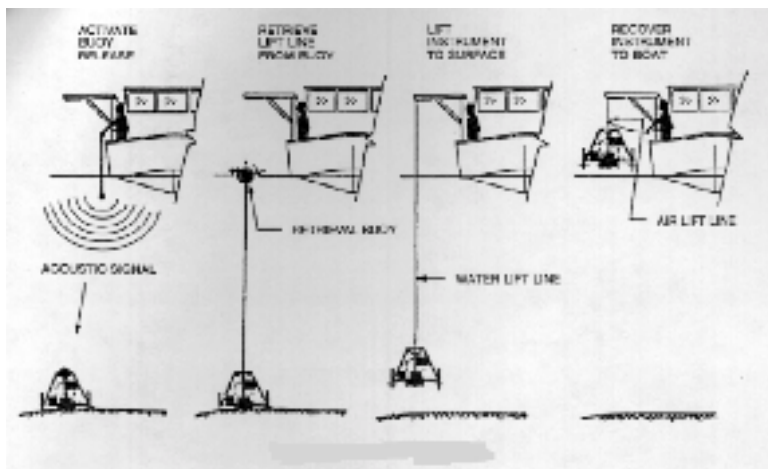 ACTIVATE
BUOY
RELEASE
RETRIEVE
LIFT LINE
FROM BUOY
LIFT
INSTRUMENT
TO SURFACE
RECOVER
INSTRUMENT
TO BOAT
AIR LIFT LINE
RETRIEVAL BUOY
ACOUSTIC SIGNAL
WATER LIFT LINE